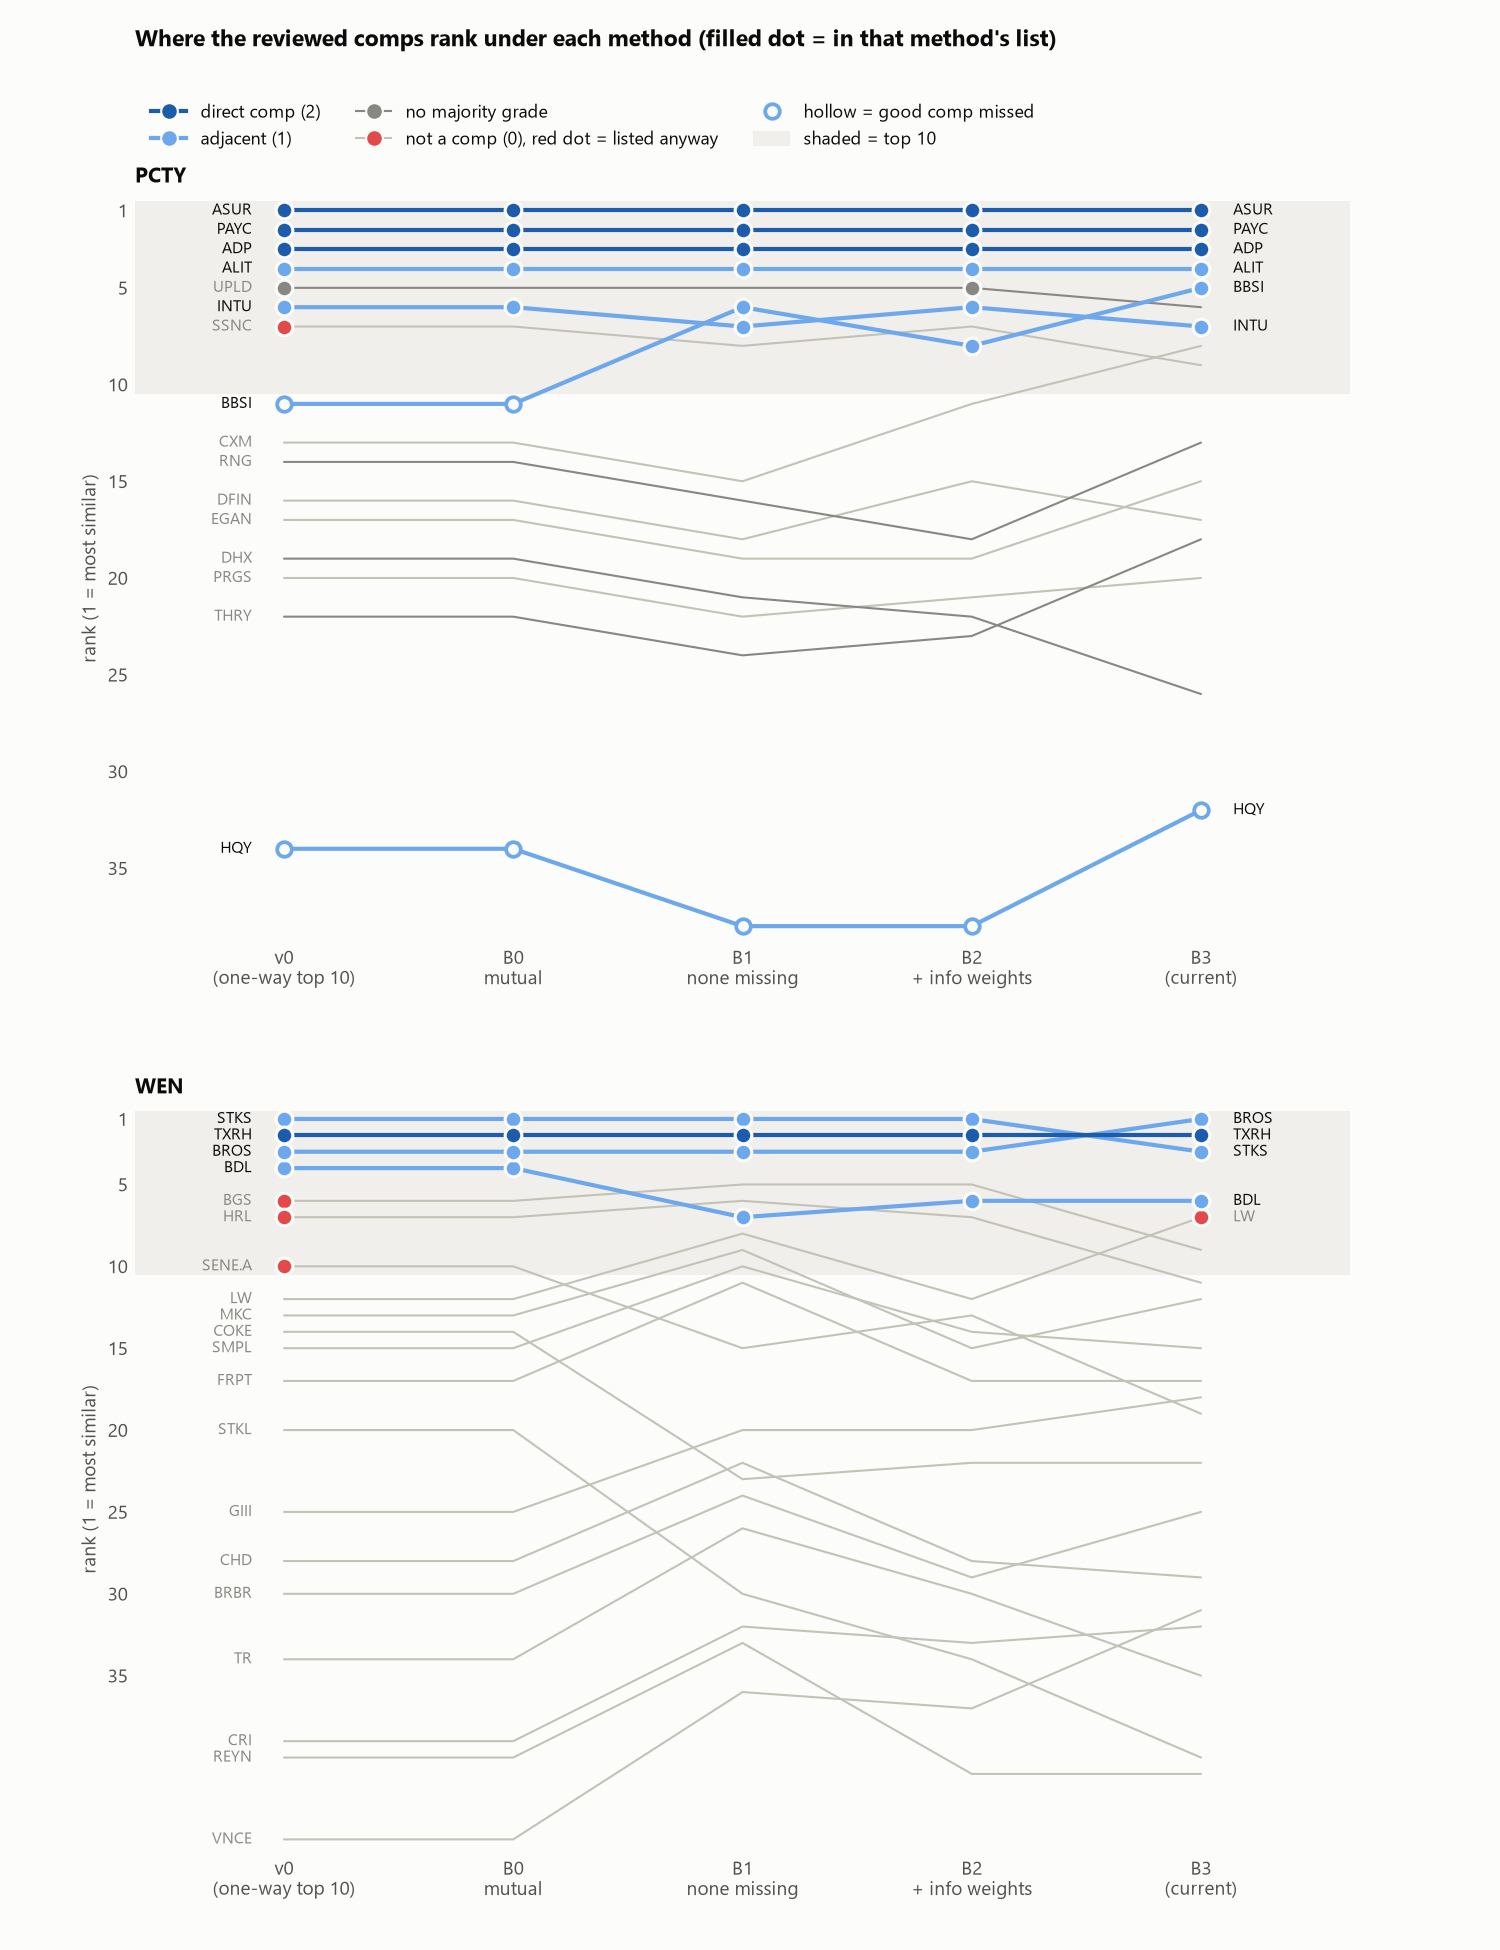 Where the reviewed comps rank under each method (filled dot = in that method's list)
direct comp (2)
no majority grade
hollow = good comp missed
adjacent (1)
not a comp (0), red dot = listed anyway
shaded = top 10
PCTY
rank (1 = most similar)
1
5
10
15
20
25
30
35
ASUR
PAYC
ADP
ALIT
UPLD
INTU
SSNC
BBSI
CXM
RNG
DFIN
EGAN
DHX
PRGS
THRY
HQY
ASUR
PAYC
ADP
ALIT
BBSI
INTU
HQY
v0
(one-way top 10)
B0
mutual
B1
none missing
B2
+ info weights
B3
(current)
WEN
rank (1 = most similar)
1
5
10
15
20
25
30
35
STKS
TXRH
BROS
BDL
BGS
HRL
SENE.A
LW
MKC
COKE
SMPL
FRPT
STKL
GIII
CHD
BRBR
TR
CRI
REYN
VNCE
BROS
TXRH
STKS
BDL
LW
v0
(one-way top 10)
B0
mutual
B1
none missing
B2
+ info weights
B3
(current)